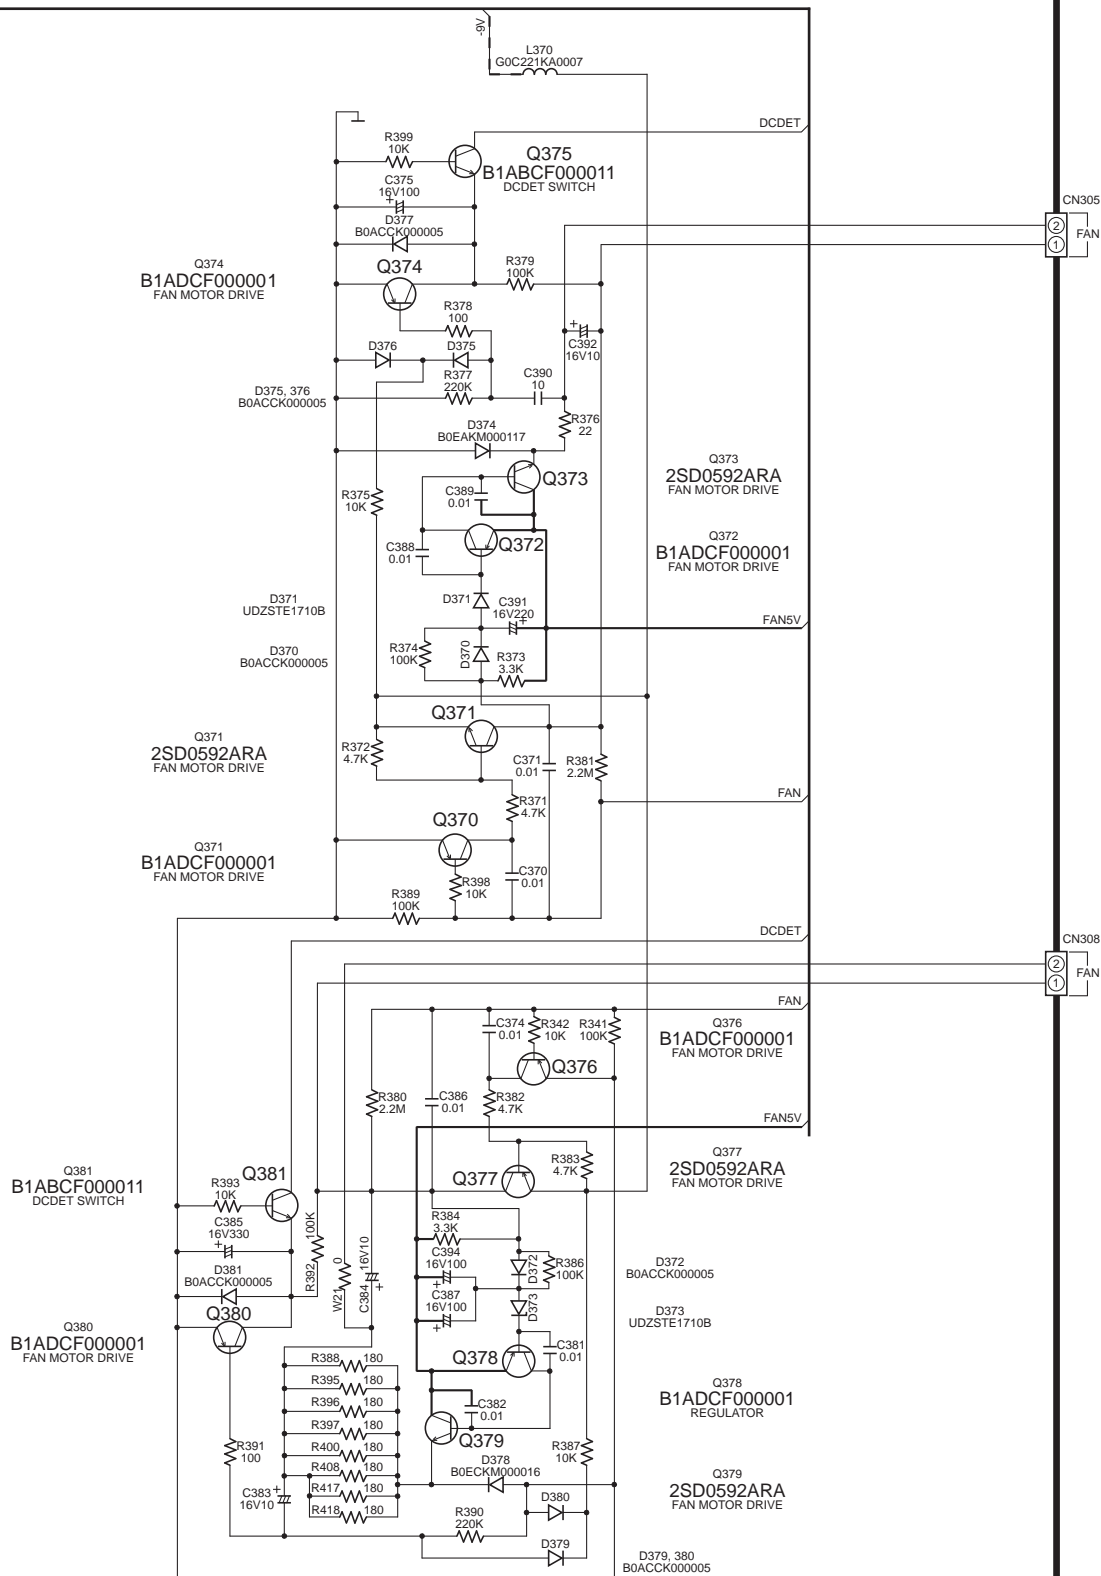 -9V
L370
G0C221KA0007
DCDET
R399
10K
Q375
B1ABCF000011
DCDET SWITCH
C375
16V100
+
D377
B0ACCK000005
CN305
2
FAN
1
Q374
B1ADCF000001
FAN MOTOR DRIVE
Q374
R379
100K
R378
100
+
C392
16V10
D376
D375
R377
220K
C390
10
D375, 376
B0ACCK000005
R376
22
D374
B0EAKM000117
Q373
Q373
2SD0592ARA
FAN MOTOR DRIVE
R375
10K
C389
0.01
Q372
Q372
B1ADCF000001
FAN MOTOR DRIVE
C388
0.01
D371
UDZSTE1710B
D371
C391
16V220
+
FAN5V
D370
B0ACCK000005
R374
100K
D370
R373
3.3K
Q371
Q371
2SD0592ARA
FAN MOTOR DRIVE
R372
4.7K
C371
0.01
R381
2.2M
FAN
R371
4.7K
Q370
Q371
B1ADCF000001
FAN MOTOR DRIVE
R398
10K
C370
0.01
R389
100K
DCDET
CN308
2
FAN
1
FAN
C374
0.01
R342
10K
R341
100K
Q376
B1ADCF000001
FAN MOTOR DRIVE
Q376
R380
2.2M
C386
0.01
R382
4.7K
FAN5V
Q377
R383
4.7K
Q377
2SD0592ARA
FAN MOTOR DRIVE
Q381
B1ABCF000011
DCDET SWITCH
R393
10K
Q381
C385
16V330
+
R392
100K
W21
0
C384
16V10
+
R384
3.3K
C394
16V100
+
D372
R386
100K
D372
B0ACCK000005
D381
B0ACCK000005
C387
16V100
+
D373
D373
UDZSTE1710B
Q380
B1ADCF000001
FAN MOTOR DRIVE
Q380
Q378
C381
0.01
R388
180
R395
180
R396
180
R397
180
R400
180
R408
180
R417
180
R418
180
Q378
B1ADCF000001
REGULATOR
C382
0.01
Q379
R391
100
R387
10K
D378
B0ECKM000016
Q379
2SD0592ARA
FAN MOTOR DRIVE
C383
+
16V10
D380
R390
220K
D379
D379, 380
B0ACCK000005